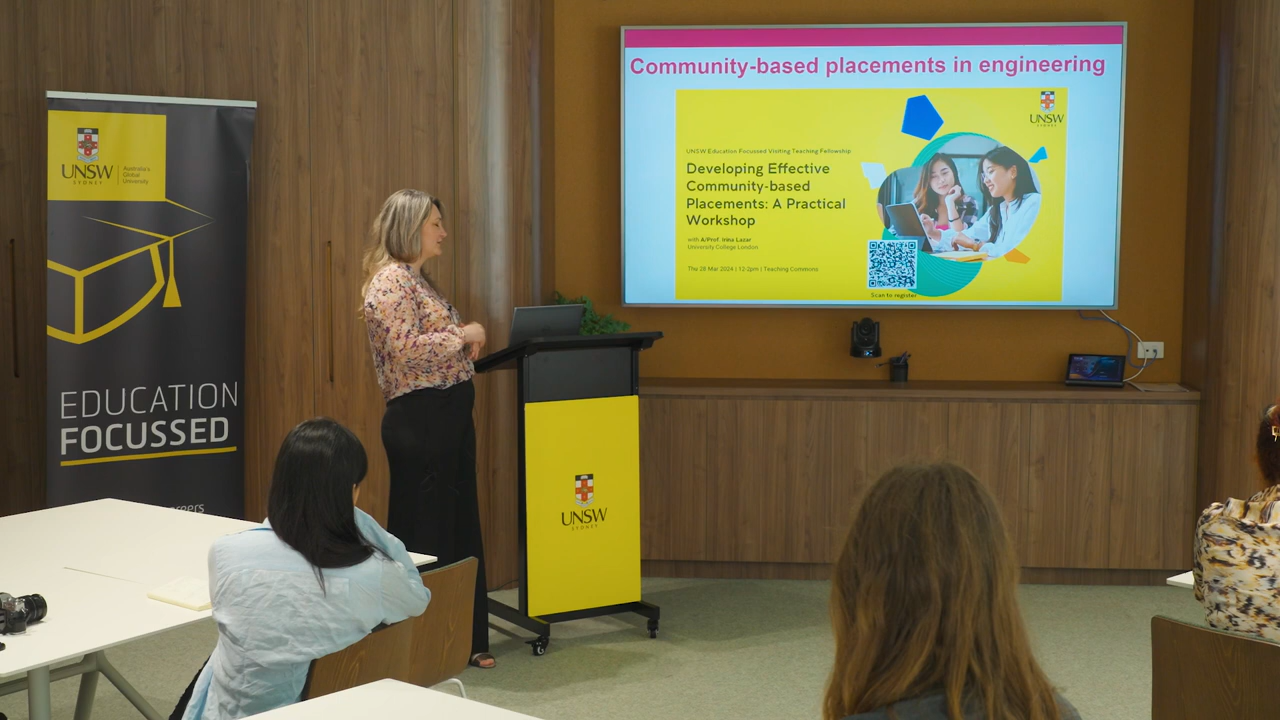 UNSW
SYDNEY
Australia's
Global
University
EDUCATION
FOCUSSED
Community-based placements in engineering
UNSW
SYDNEY
UNSW Education Focussed Visiting Teaching Fellowship
Developing Effective
Community-based
Placements: A Practical
Workshop
with A/Prof. Irina Lazar
University College London
Thu 28 Mar 2024 | 12-2pm | Teaching Commons
Scan to register
UNSW
SYDNEY